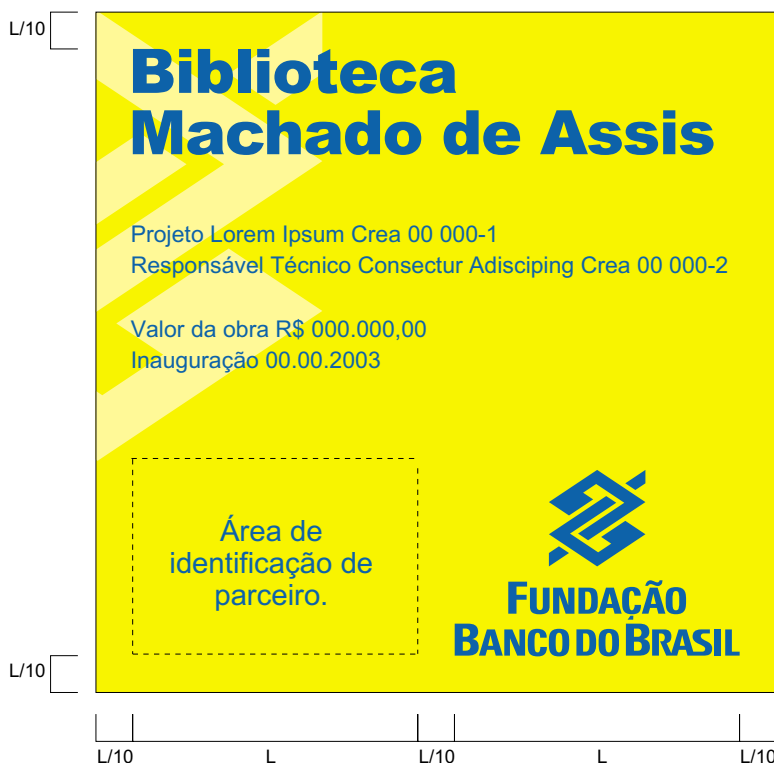 L/10
Biblioteca
Machado de Assis
Projeto Lorem Ipsum Crea 00 000-1
Responsável Técnico Consectur Adisciping Crea 00 000-2
Valor da obra R$ 000.000,00
Inauguração 00.00.2003
Área de
identificação de
parceiro.
FUNDAÇÃO
BANCO DO BRASIL
L/10
L/10 L L/10 L L/10